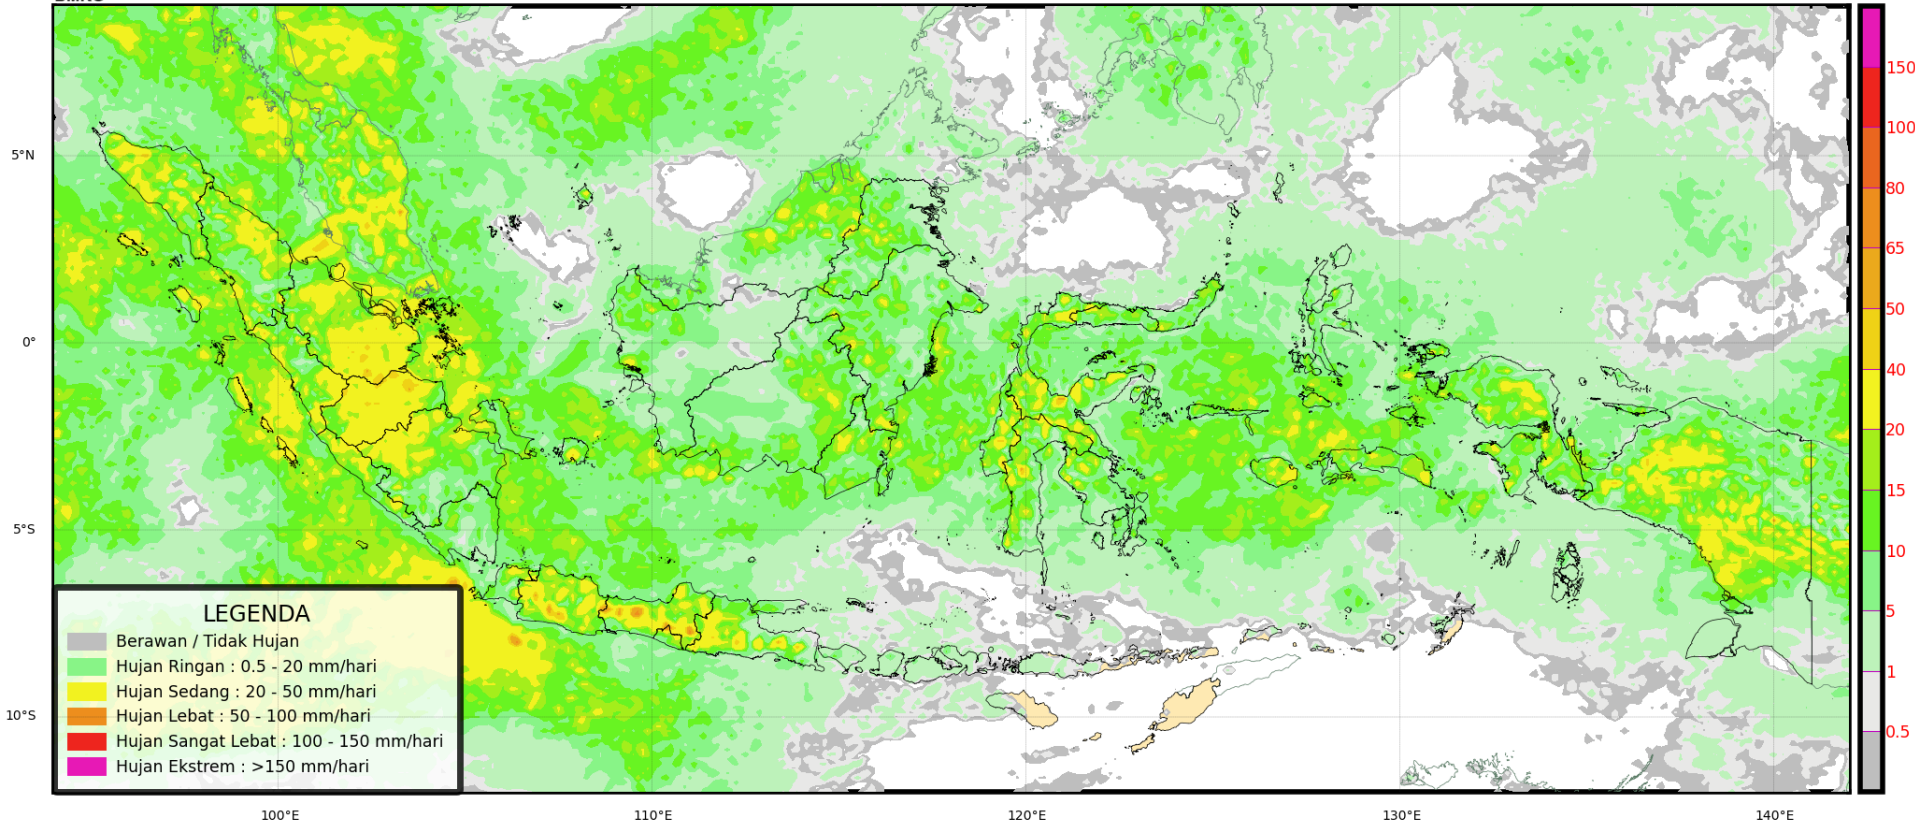 5°N
0°
5°S
10°S
100°E
110°E
120°E
130°E
140°E
LEGENDA
Berawan / Tidak Hujan
Hujan Ringan : 0.5 - 20 mm/hari
Hujan Sedang : 20 - 50 mm/hari
Hujan Lebat : 50 - 100 mm/hari
Hujan Sangat Lebat : 100 - 150 mm/hari
Hujan Ekstrem : >150 mm/hari
150
100
80
65
50
40
20
15
10
5
1
0.5